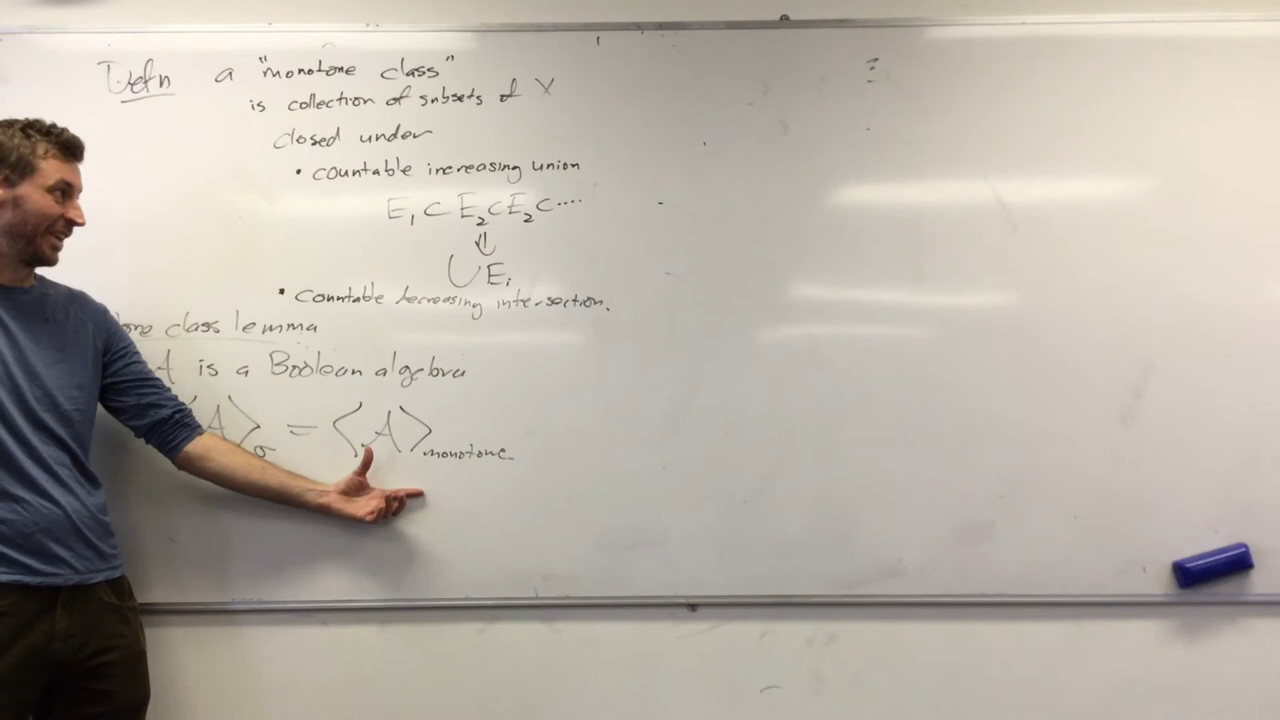 Defn a "monotone class"
is collection of subsets of X
closed under
• countable increasing union
E₁ ⊂ E₂ ⊂ E₂ ⊂ ....
⇓
∪ Eᵢ
• countable decreasing intersection.
class lemma
A is a Boolean algebra
A⟩σ = ⟨A⟩monotone